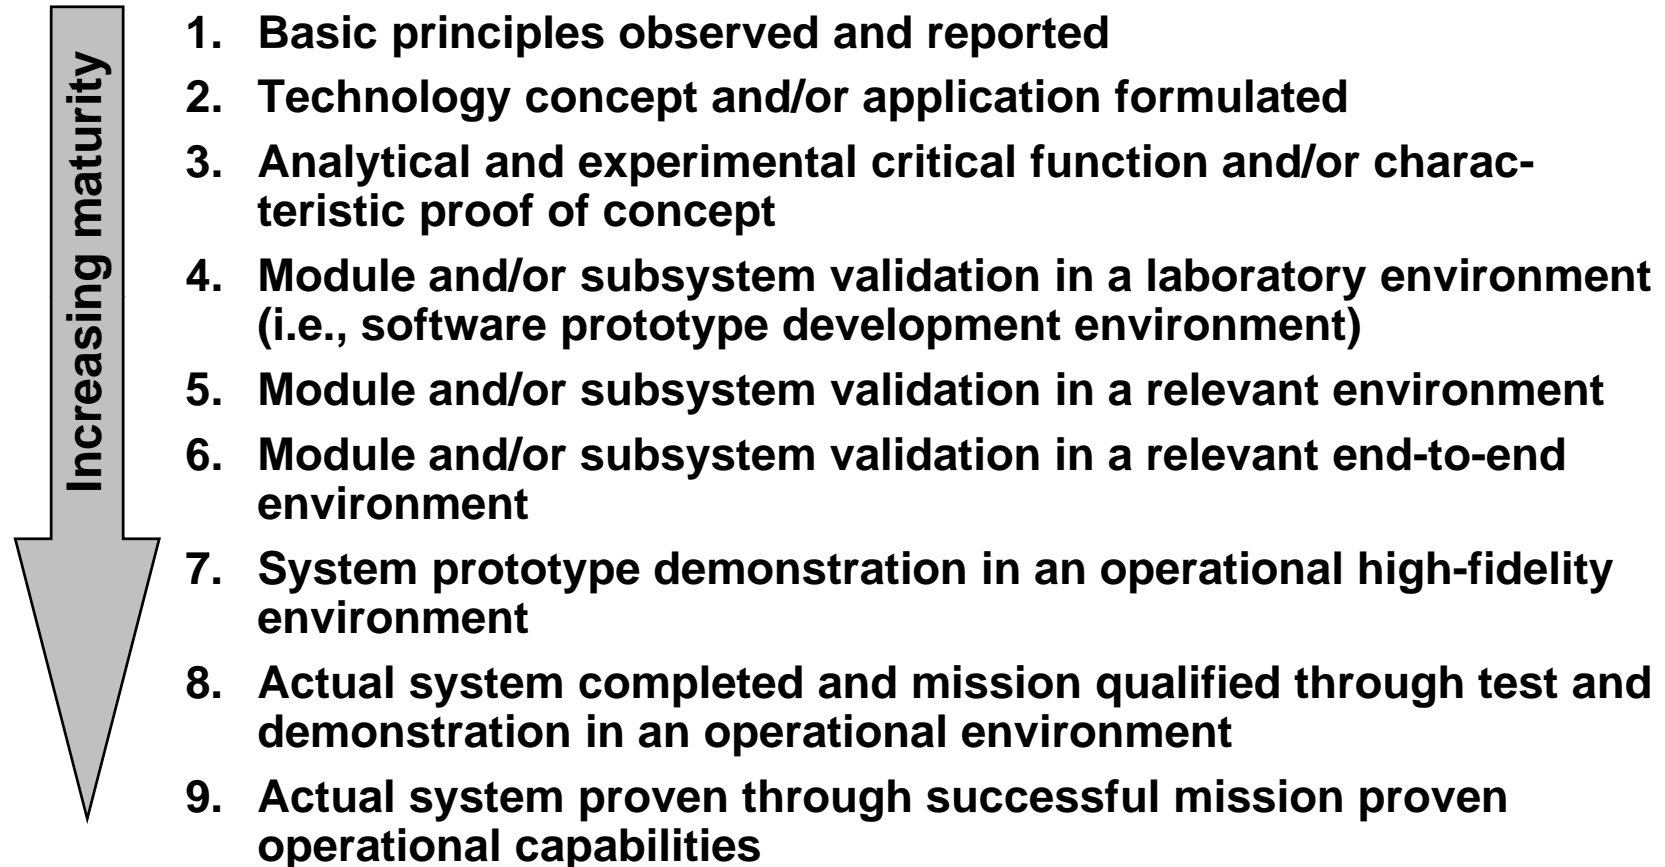 Increasing maturity
1. Basic principles observed and reported
2. Technology concept and/or application formulated
3. Analytical and experimental critical function and/or charac-
teristic proof of concept
4. Module and/or subsystem validation in a laboratory environment
(i.e., software prototype development environment)
5. Module and/or subsystem validation in a relevant environment
6. Module and/or subsystem validation in a relevant end-to-end
environment
7. System prototype demonstration in an operational high-fidelity
environment
8. Actual system completed and mission qualified through test and
demonstration in an operational environment
9. Actual system proven through successful mission proven
operational capabilities